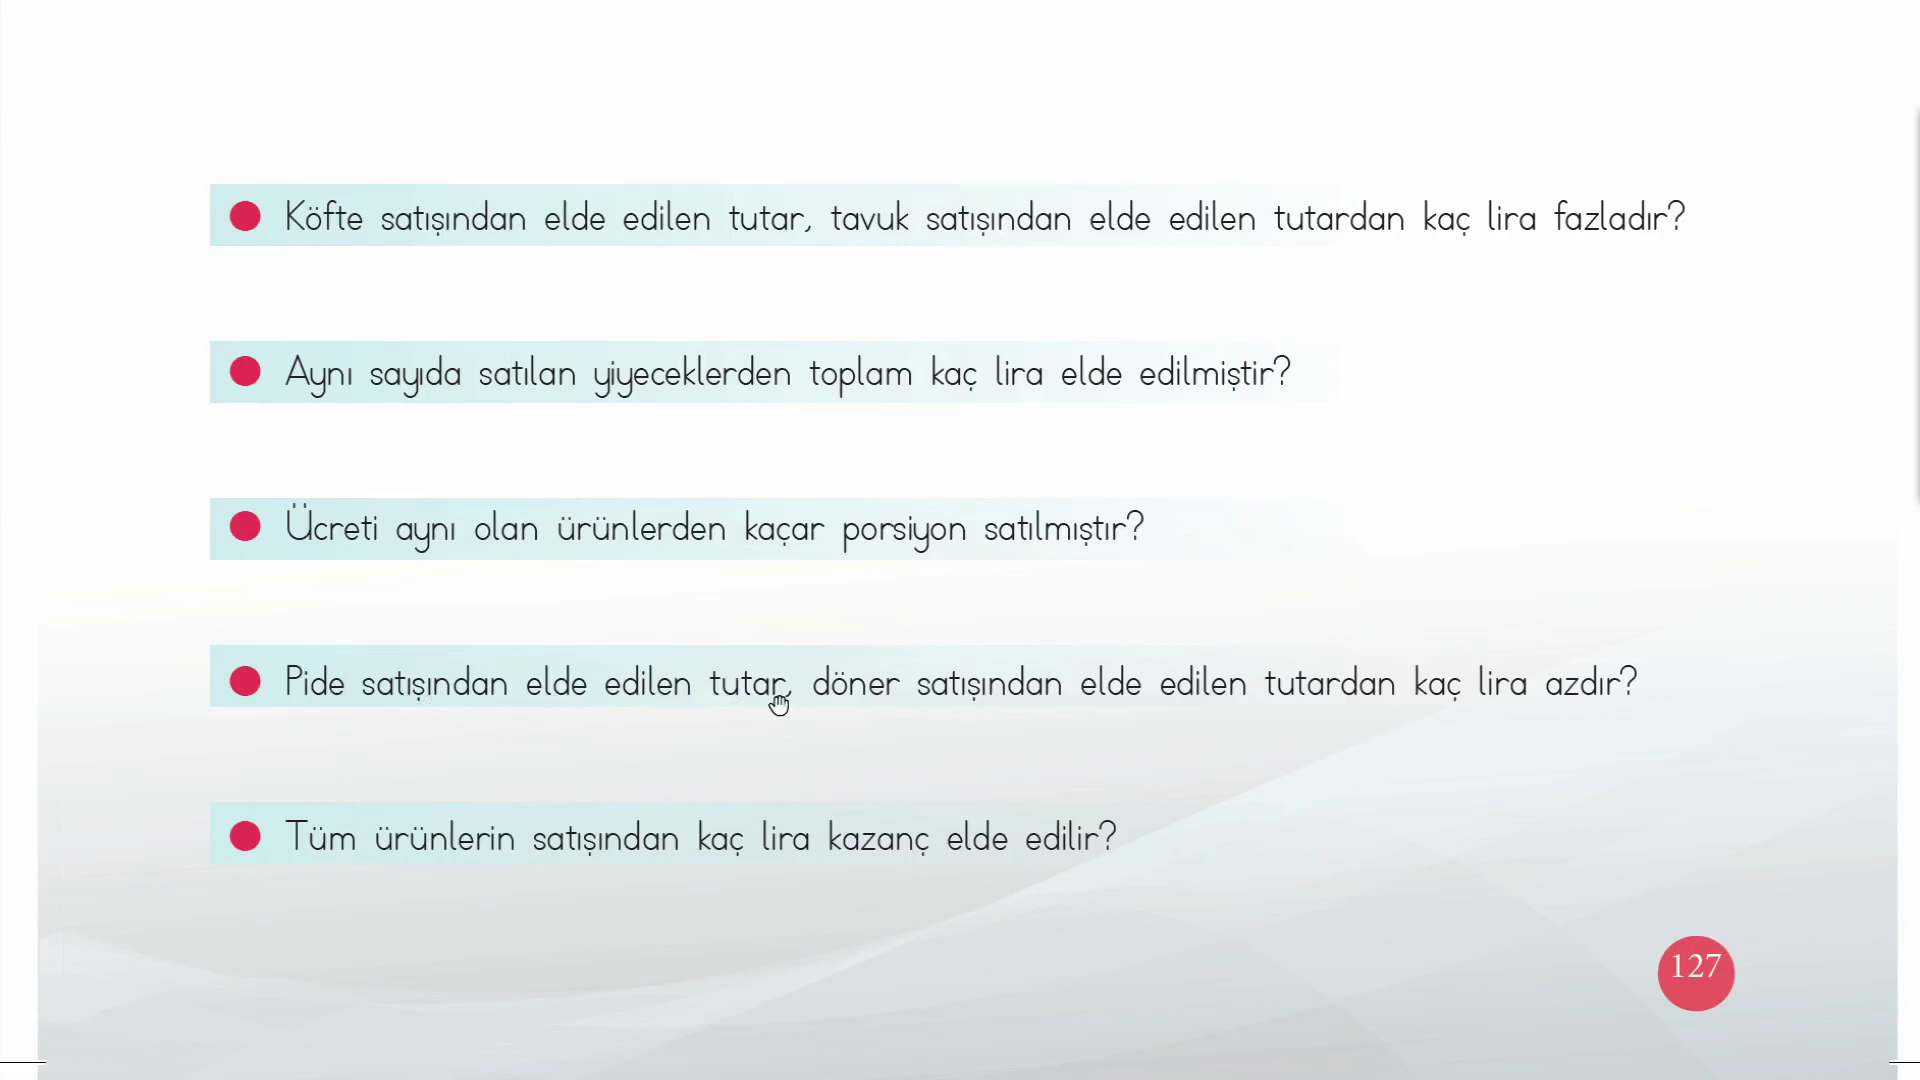 Köfte satışından elde edilen tutar, tavuk satışından elde edilen tutardan kaç lira fazladır?
Aynı sayıda satılan yiyeceklerden toplam kaç lira elde edilmiştir?
Ücreti aynı olan ürünlerden kaçar porsiyon satılmıştır?
Pide satışından elde edilen tutar, döner satışından elde edilen tutardan kaç lira azdır?
Tüm ürünlerin satışından kaç lira kazanç elde edilir?
127